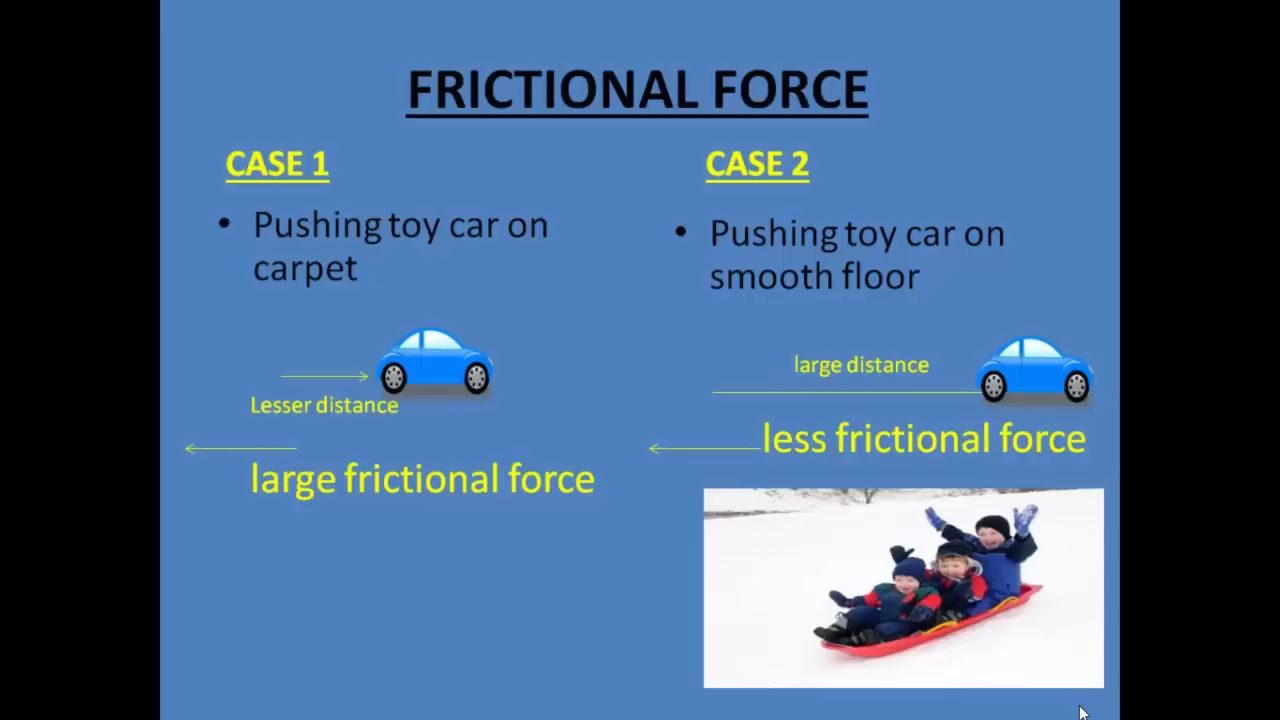 FRICTIONAL FORCE
CASE 1
• Pushing toy car on
carpet
Lesser distance
large frictional force
CASE 2
• Pushing toy car on
smooth floor
large distance
less frictional force